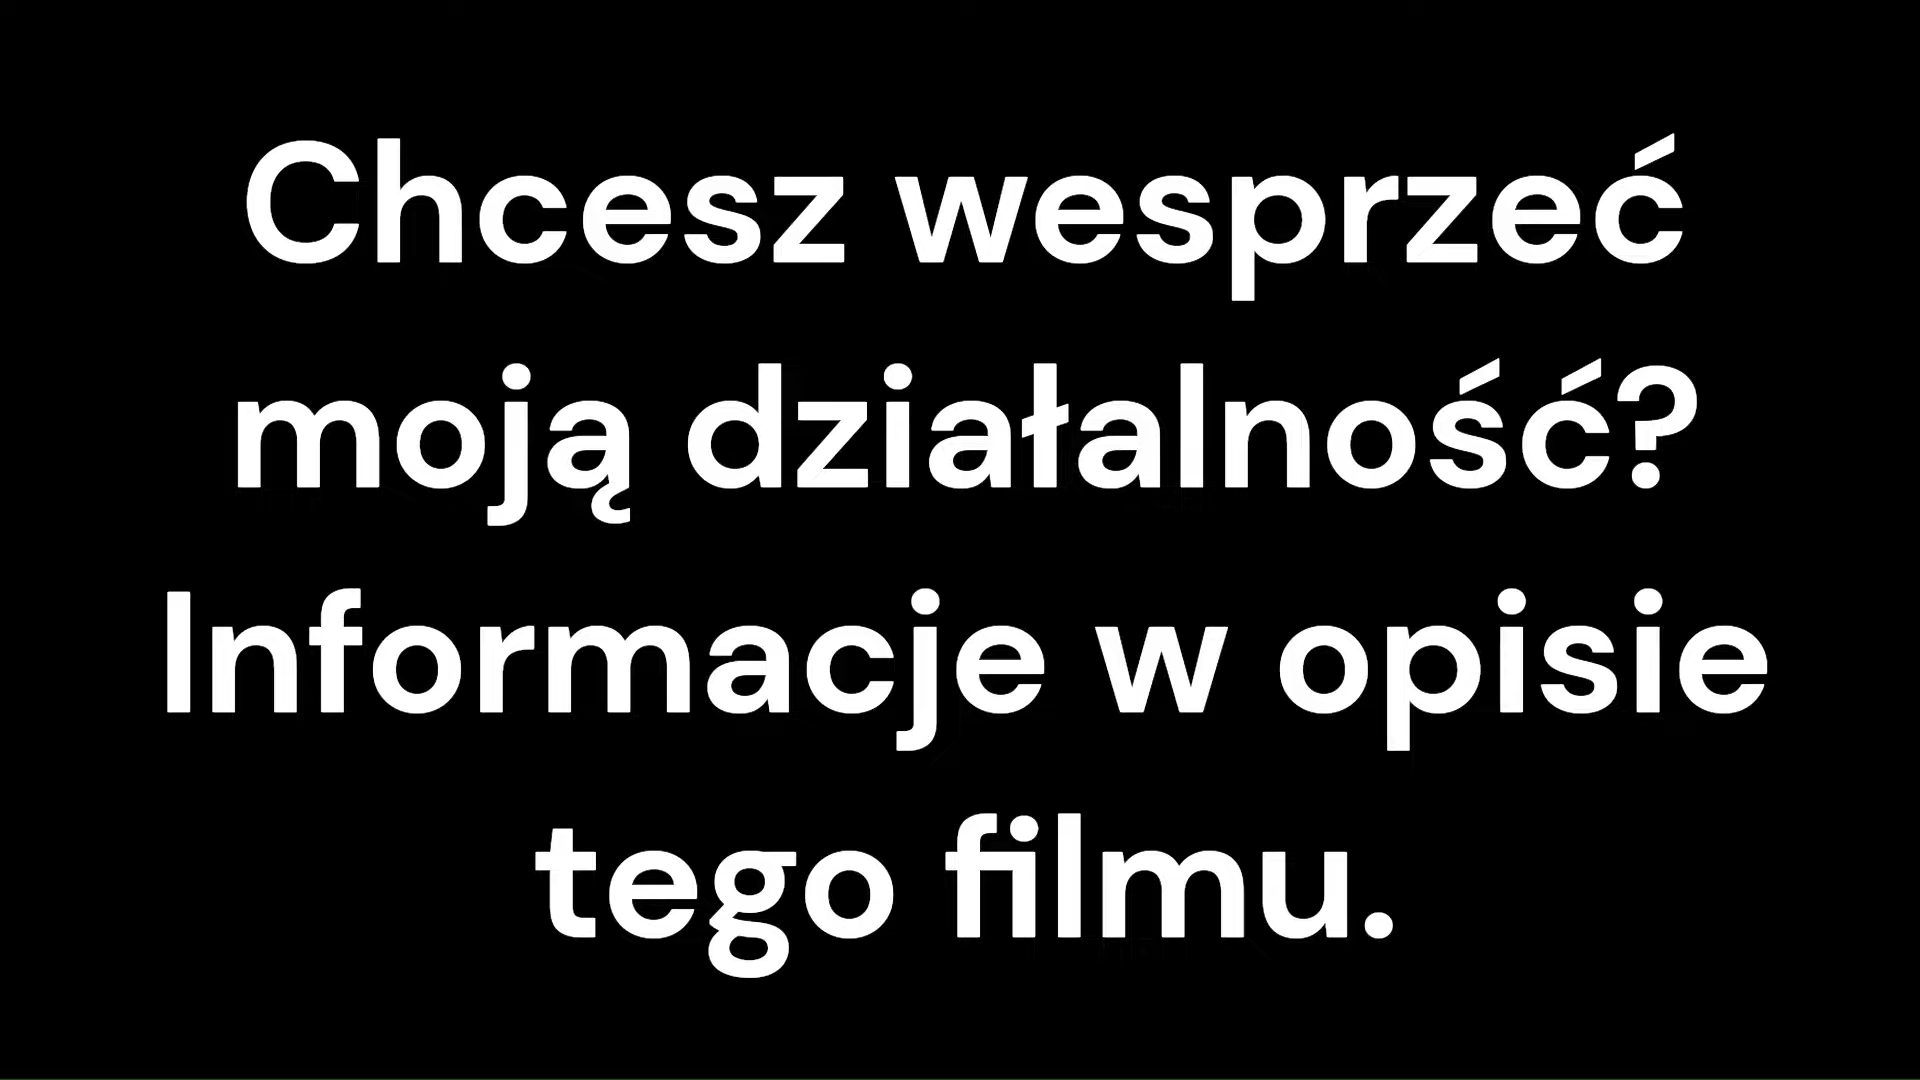 Chcesz wesprzeć
moją działalność?
Informacje w opisie
tego filmu.